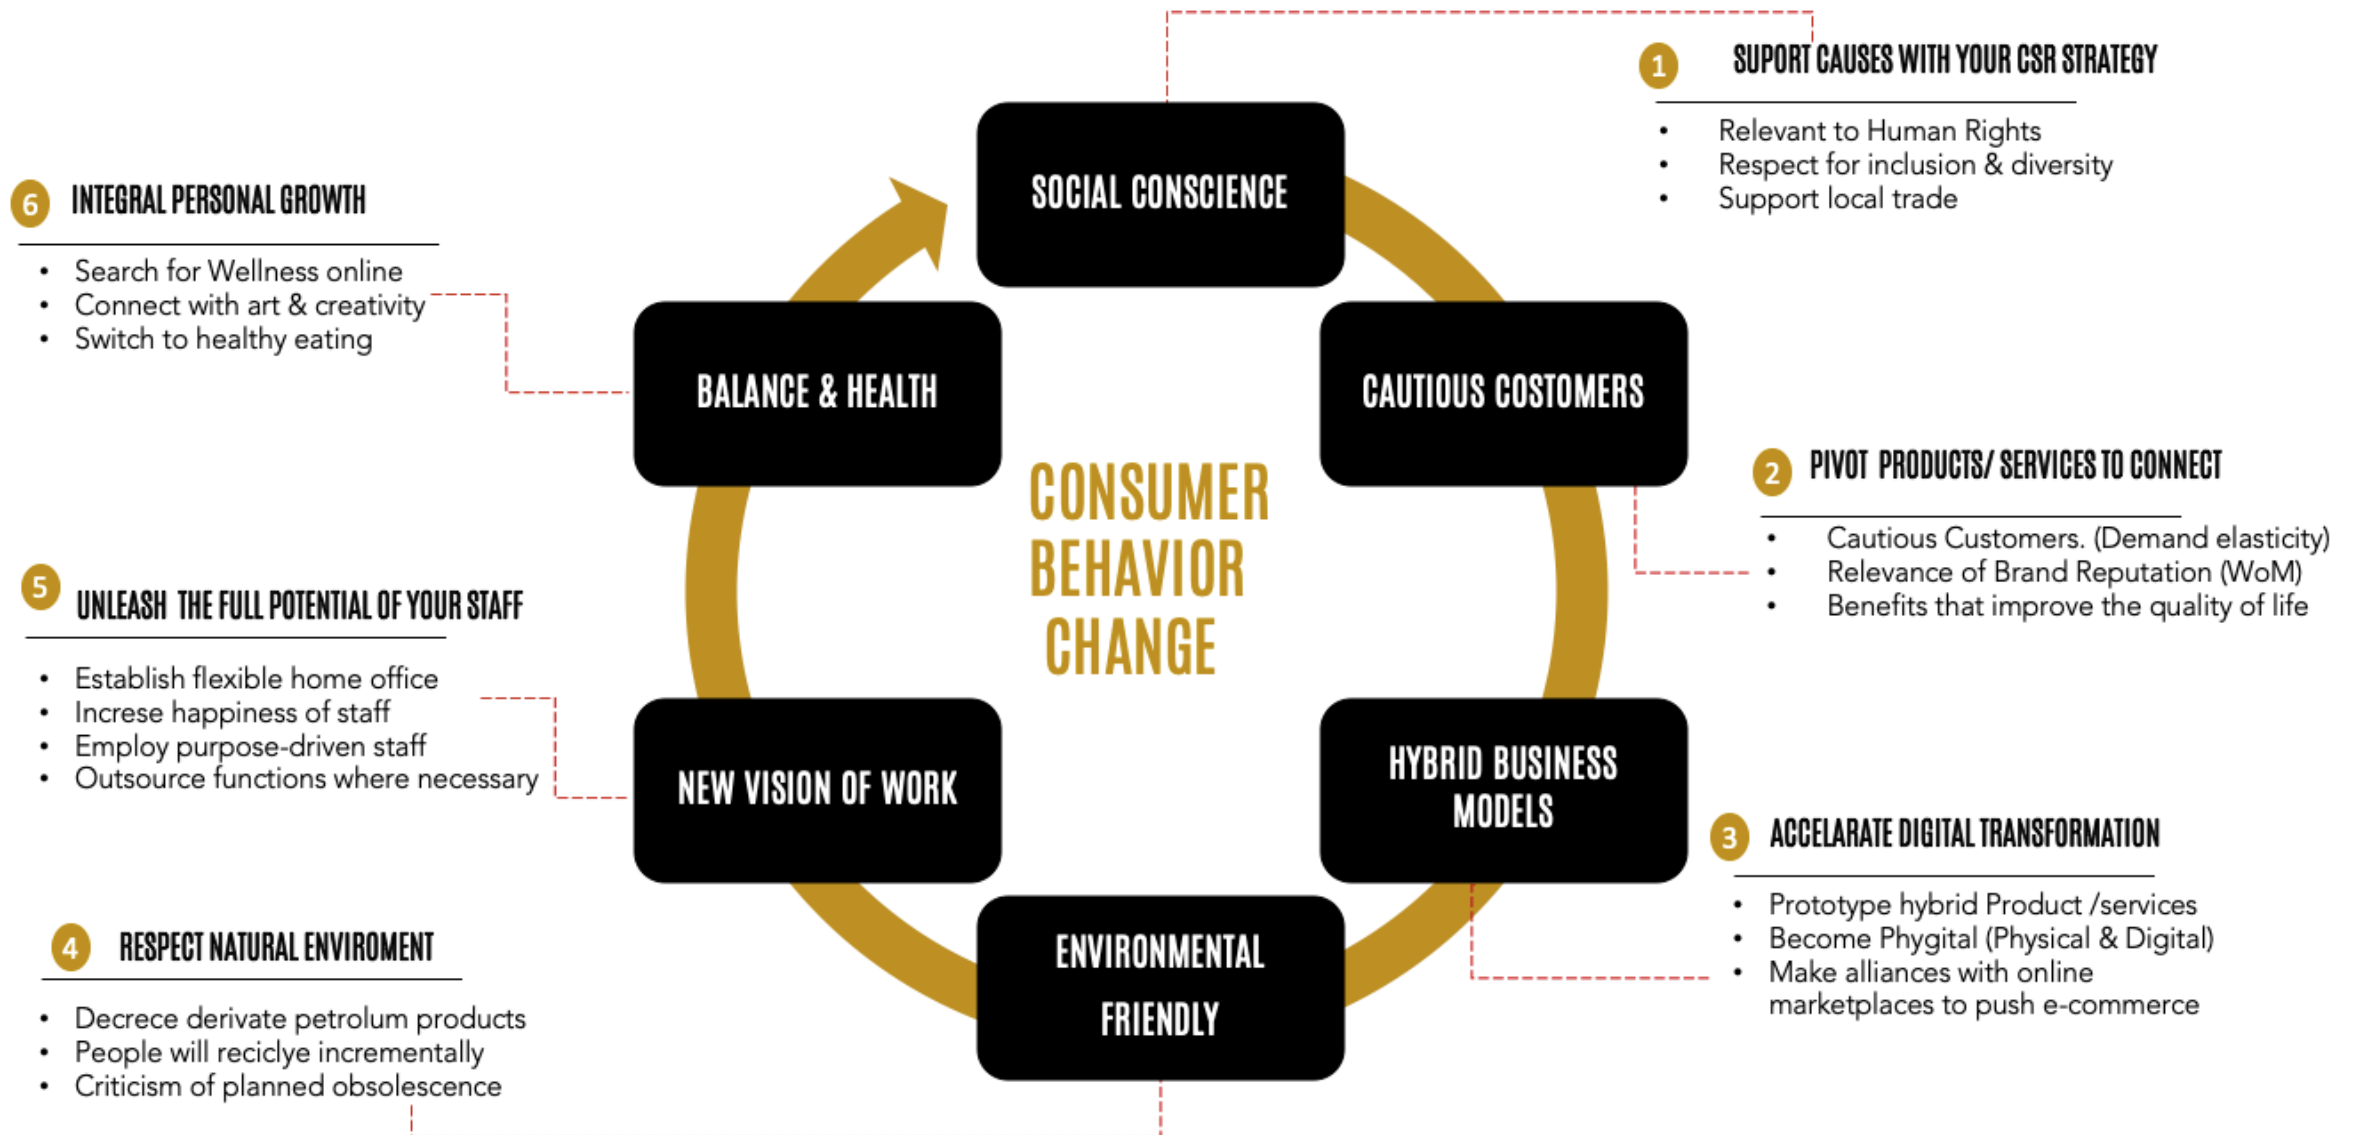 1
SUPORT CAUSES WITH YOUR CSR STRATEGY
• Relevant to Human Rights
• Respect for inclusion & diversity
• Support local trade
SOCIAL CONSCIENCE
6
INTEGRAL PERSONAL GROWTH
• Search for Wellness online
• Connect with art & creativity
• Switch to healthy eating
BALANCE & HEALTH
CAUTIOUS COSTOMERS
CONSUMER
BEHAVIOR
CHANGE
2
PIVOT PRODUCTS/ SERVICES TO CONNECT
• Cautious Customers. (Demand elasticity)
• Relevance of Brand Reputation (WoM)
• Benefits that improve the quality of life
5
UNLEASH THE FULL POTENTIAL OF YOUR STAFF
• Establish flexible home office
• Increse happiness of staff
• Employ purpose-driven staff
• Outsource functions where necessary
NEW VISION OF WORK
HYBRID BUSINESS
MODELS
3
ACCELARATE DIGITAL TRANSFORMATION
• Prototype hybrid Product /services
• Become Phygital (Physical & Digital)
• Make alliances with online
marketplaces to push e-commerce
4
RESPECT NATURAL ENVIROMENT
• Decrece derivate petrolum products
• People will reciclye incrementally
• Criticism of planned obsolescence
ENVIRONMENTAL
FRIENDLY